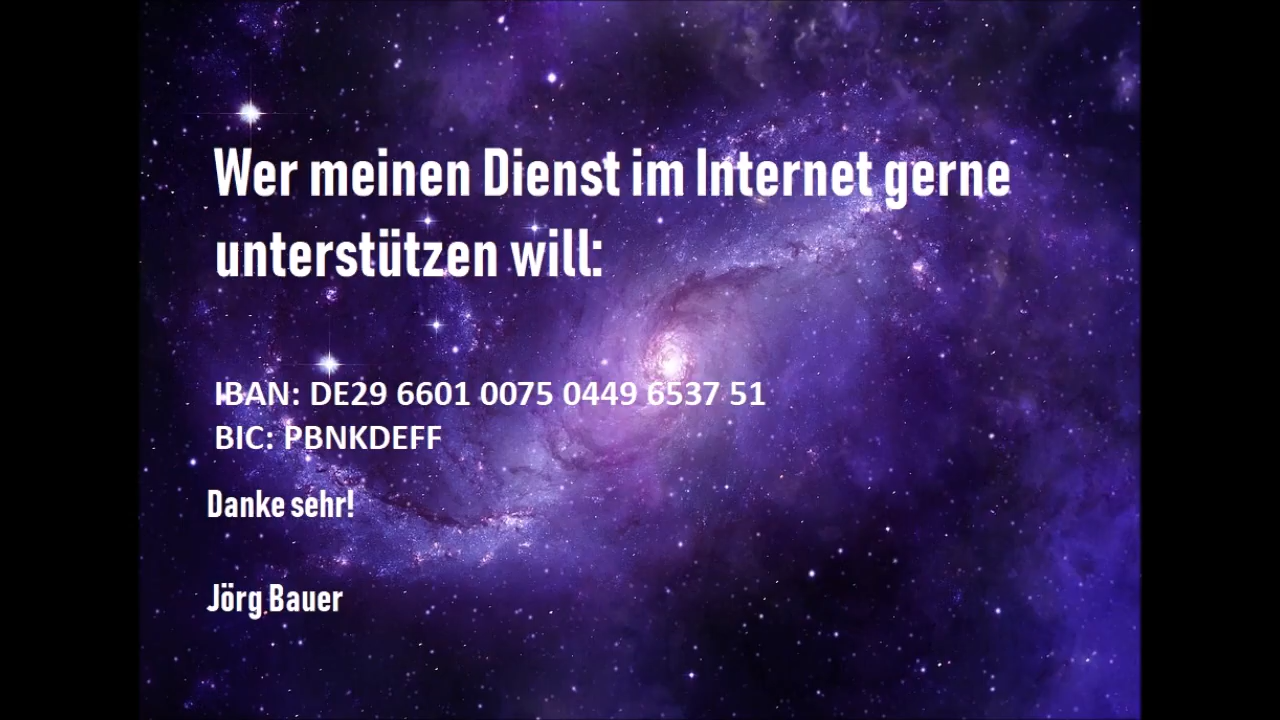 Wer meinen Dienst im Internet gerne
unterstützen will:
IBAN: DE29 6601 0075 0449 6537 51
BIC: PBNKDEFF
Danke sehr!
Jörg Bauer